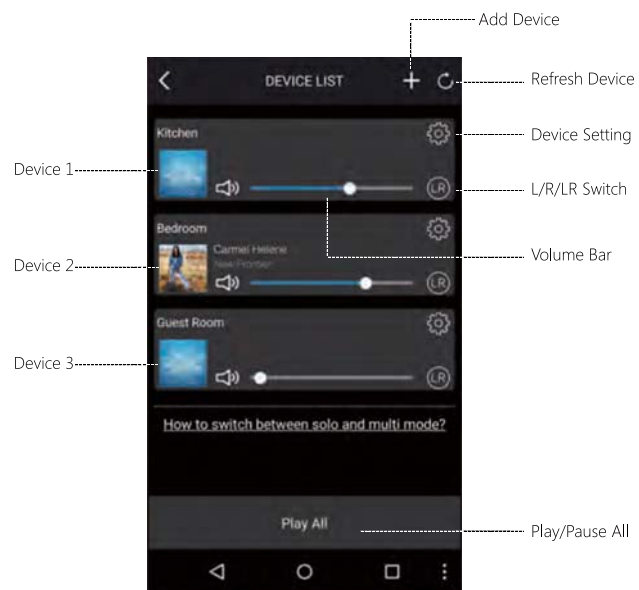 Add Device
DEVICE LIST
Refresh Device
Kitchen
Device Setting
Device 1
LR
L/R/LR Switch
Bedroom
Carmel Helene
New Frontier
Volume Bar
Device 2
LR
Guest Room
Device 3
LR
How to switch between solo and multi mode?
Play All
Play/Pause All